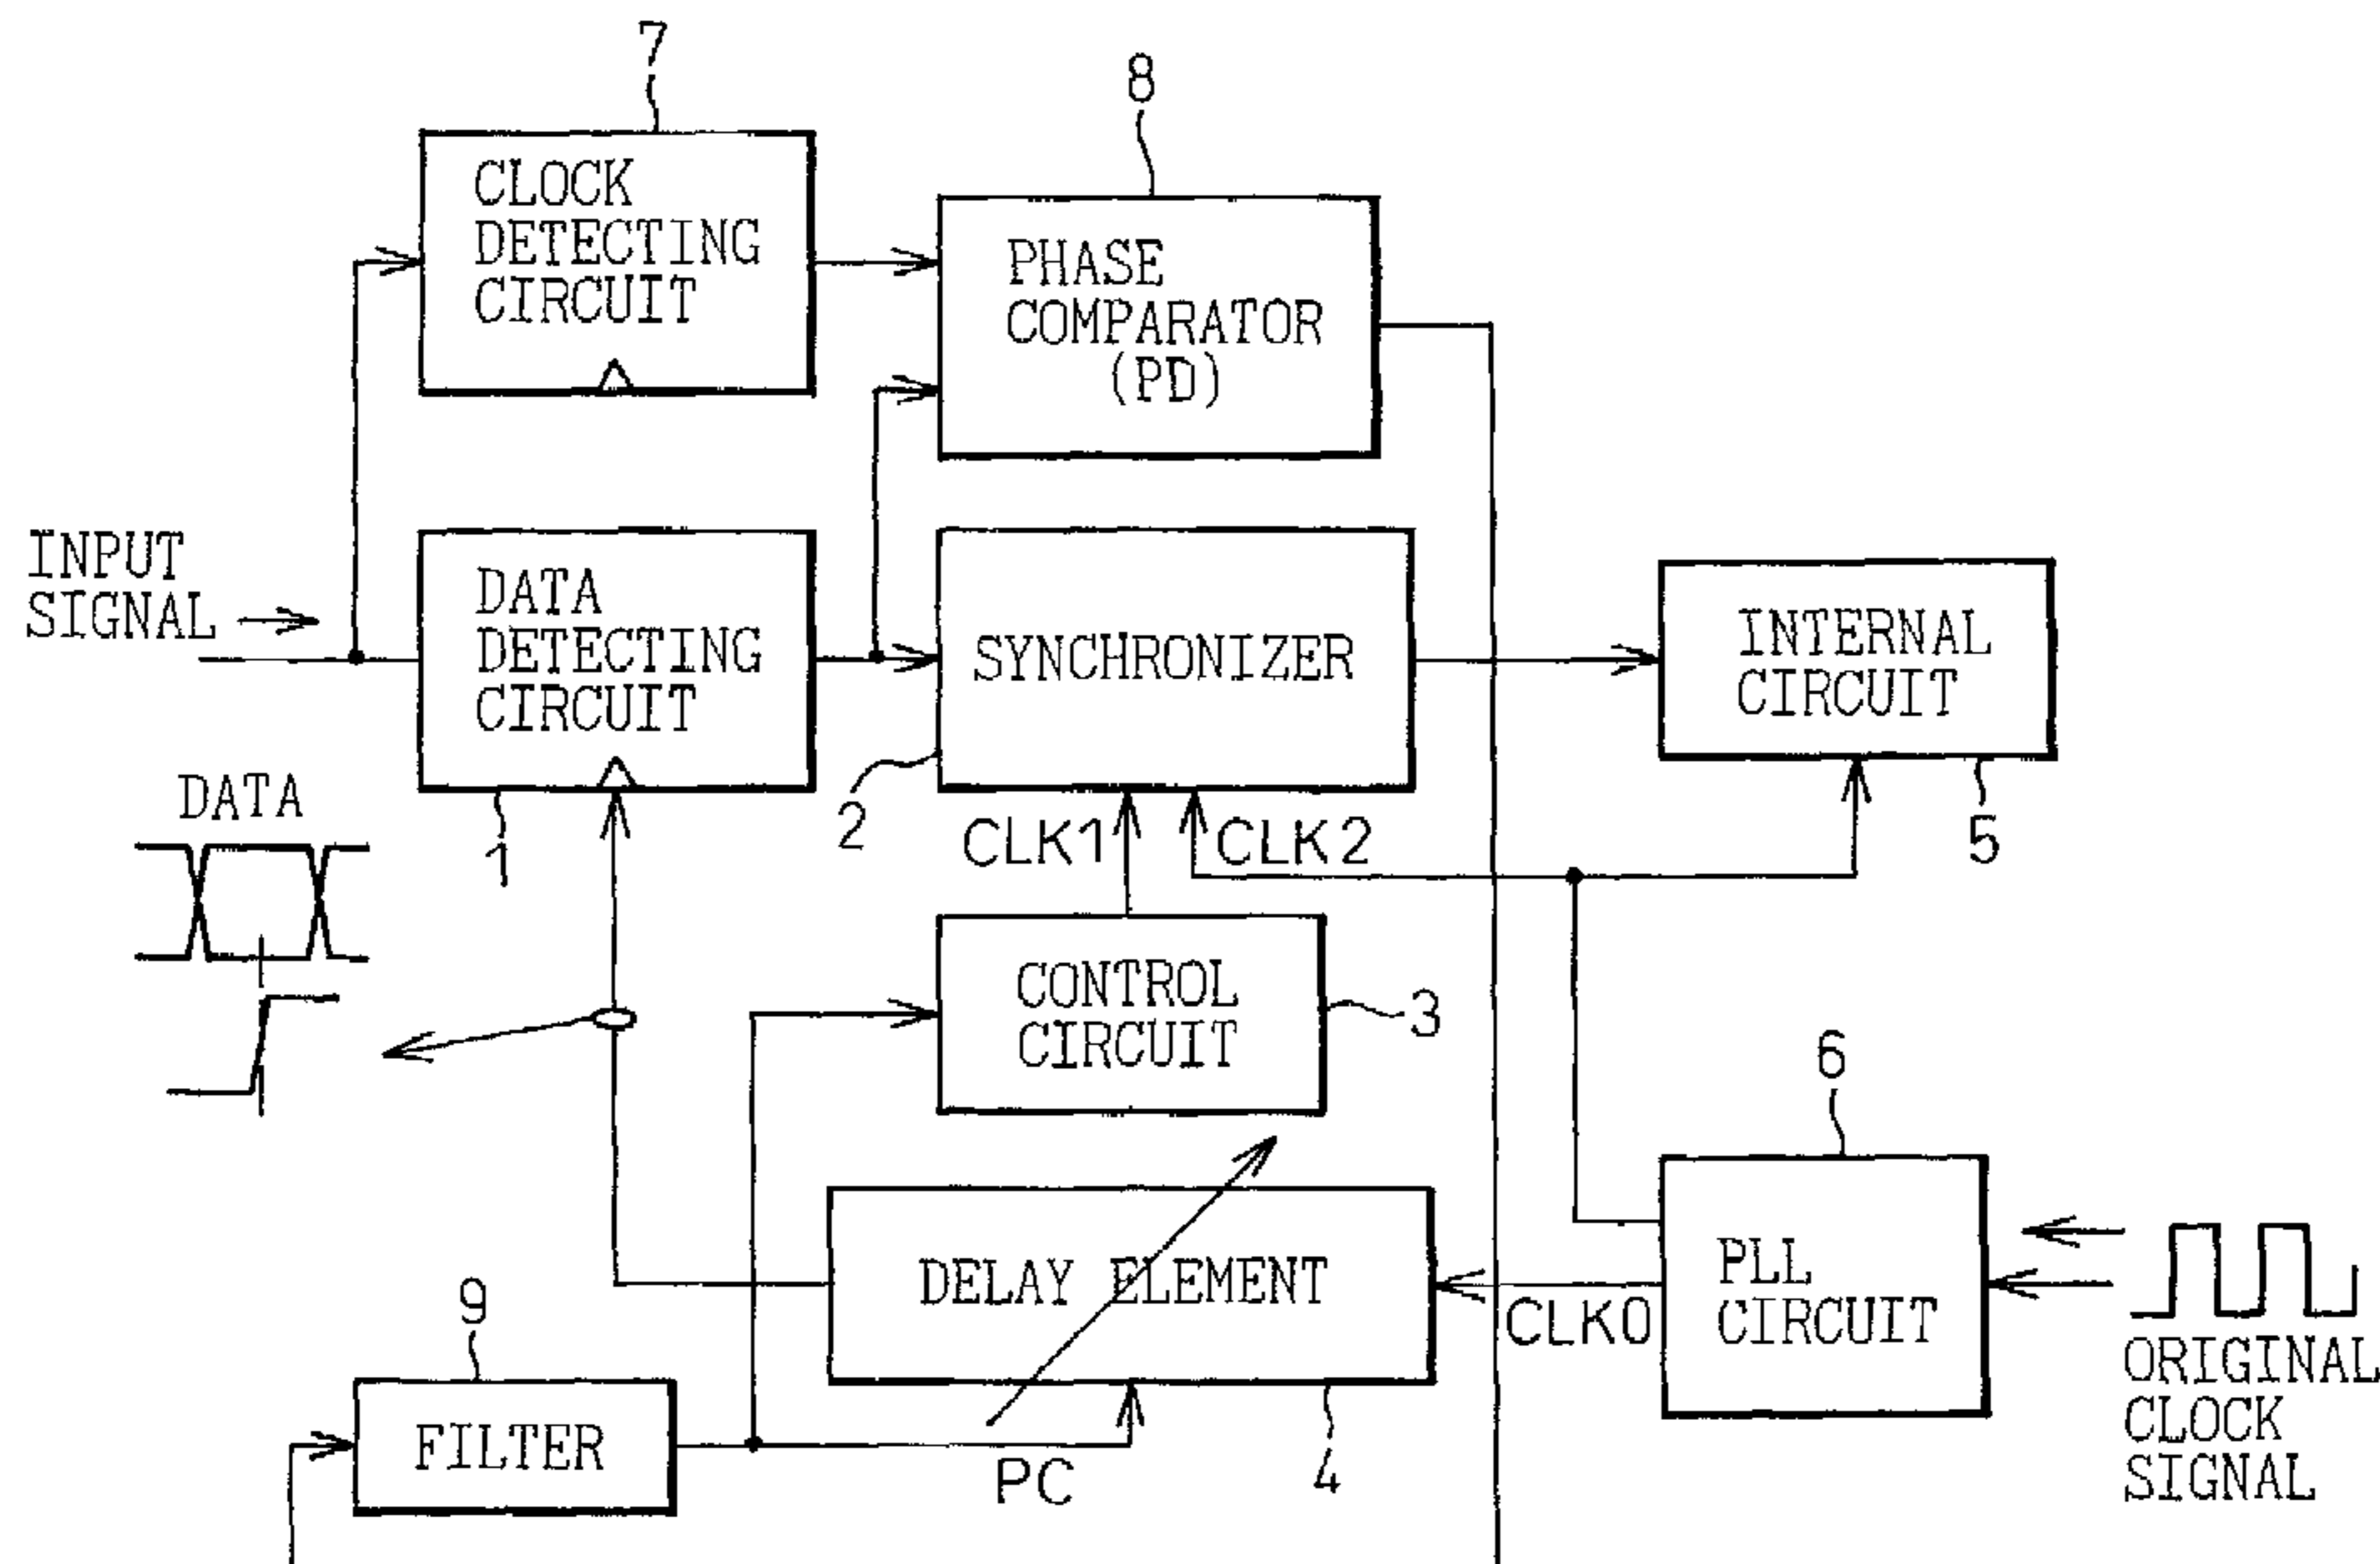 7
8
CLOCK
DETECTING
CIRCUIT
PHASE
COMPARATOR
(PD)
INPUT
SIGNAL
DATA
DETECTING
CIRCUIT
SYNCHRONIZER
INTERNAL
CIRCUIT
DATA
1
2
CLK1
CLK2
5
CONTROL
CIRCUIT
3
6
DELAY ELEMENT
CLK0
PLL
CIRCUIT
9
FILTER
PC
4
ORIGINAL
CLOCK
SIGNAL